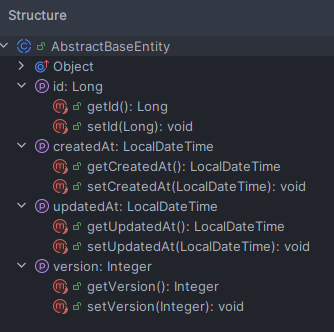 Structure
AbstractBaseEntity
Object
id: Long
getId(): Long
setId(Long): void
createdAt: LocalDateTime
getCreatedAt(): LocalDateTime
setCreatedAt(LocalDateTime): void
updatedAt: LocalDateTime
getUpdatedAt(): LocalDateTime
setUpdatedAt(LocalDateTime): void
version: Integer
getVersion(): Integer
setVersion(Integer): void